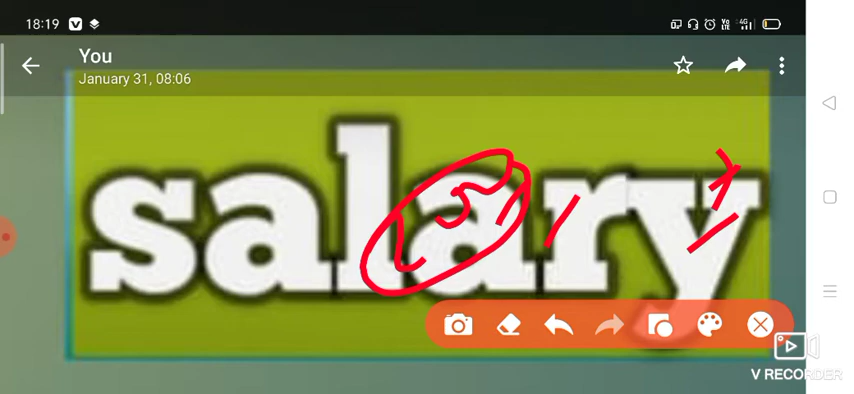 18:19
You
January 31, 08:06
salary
V RECORDER